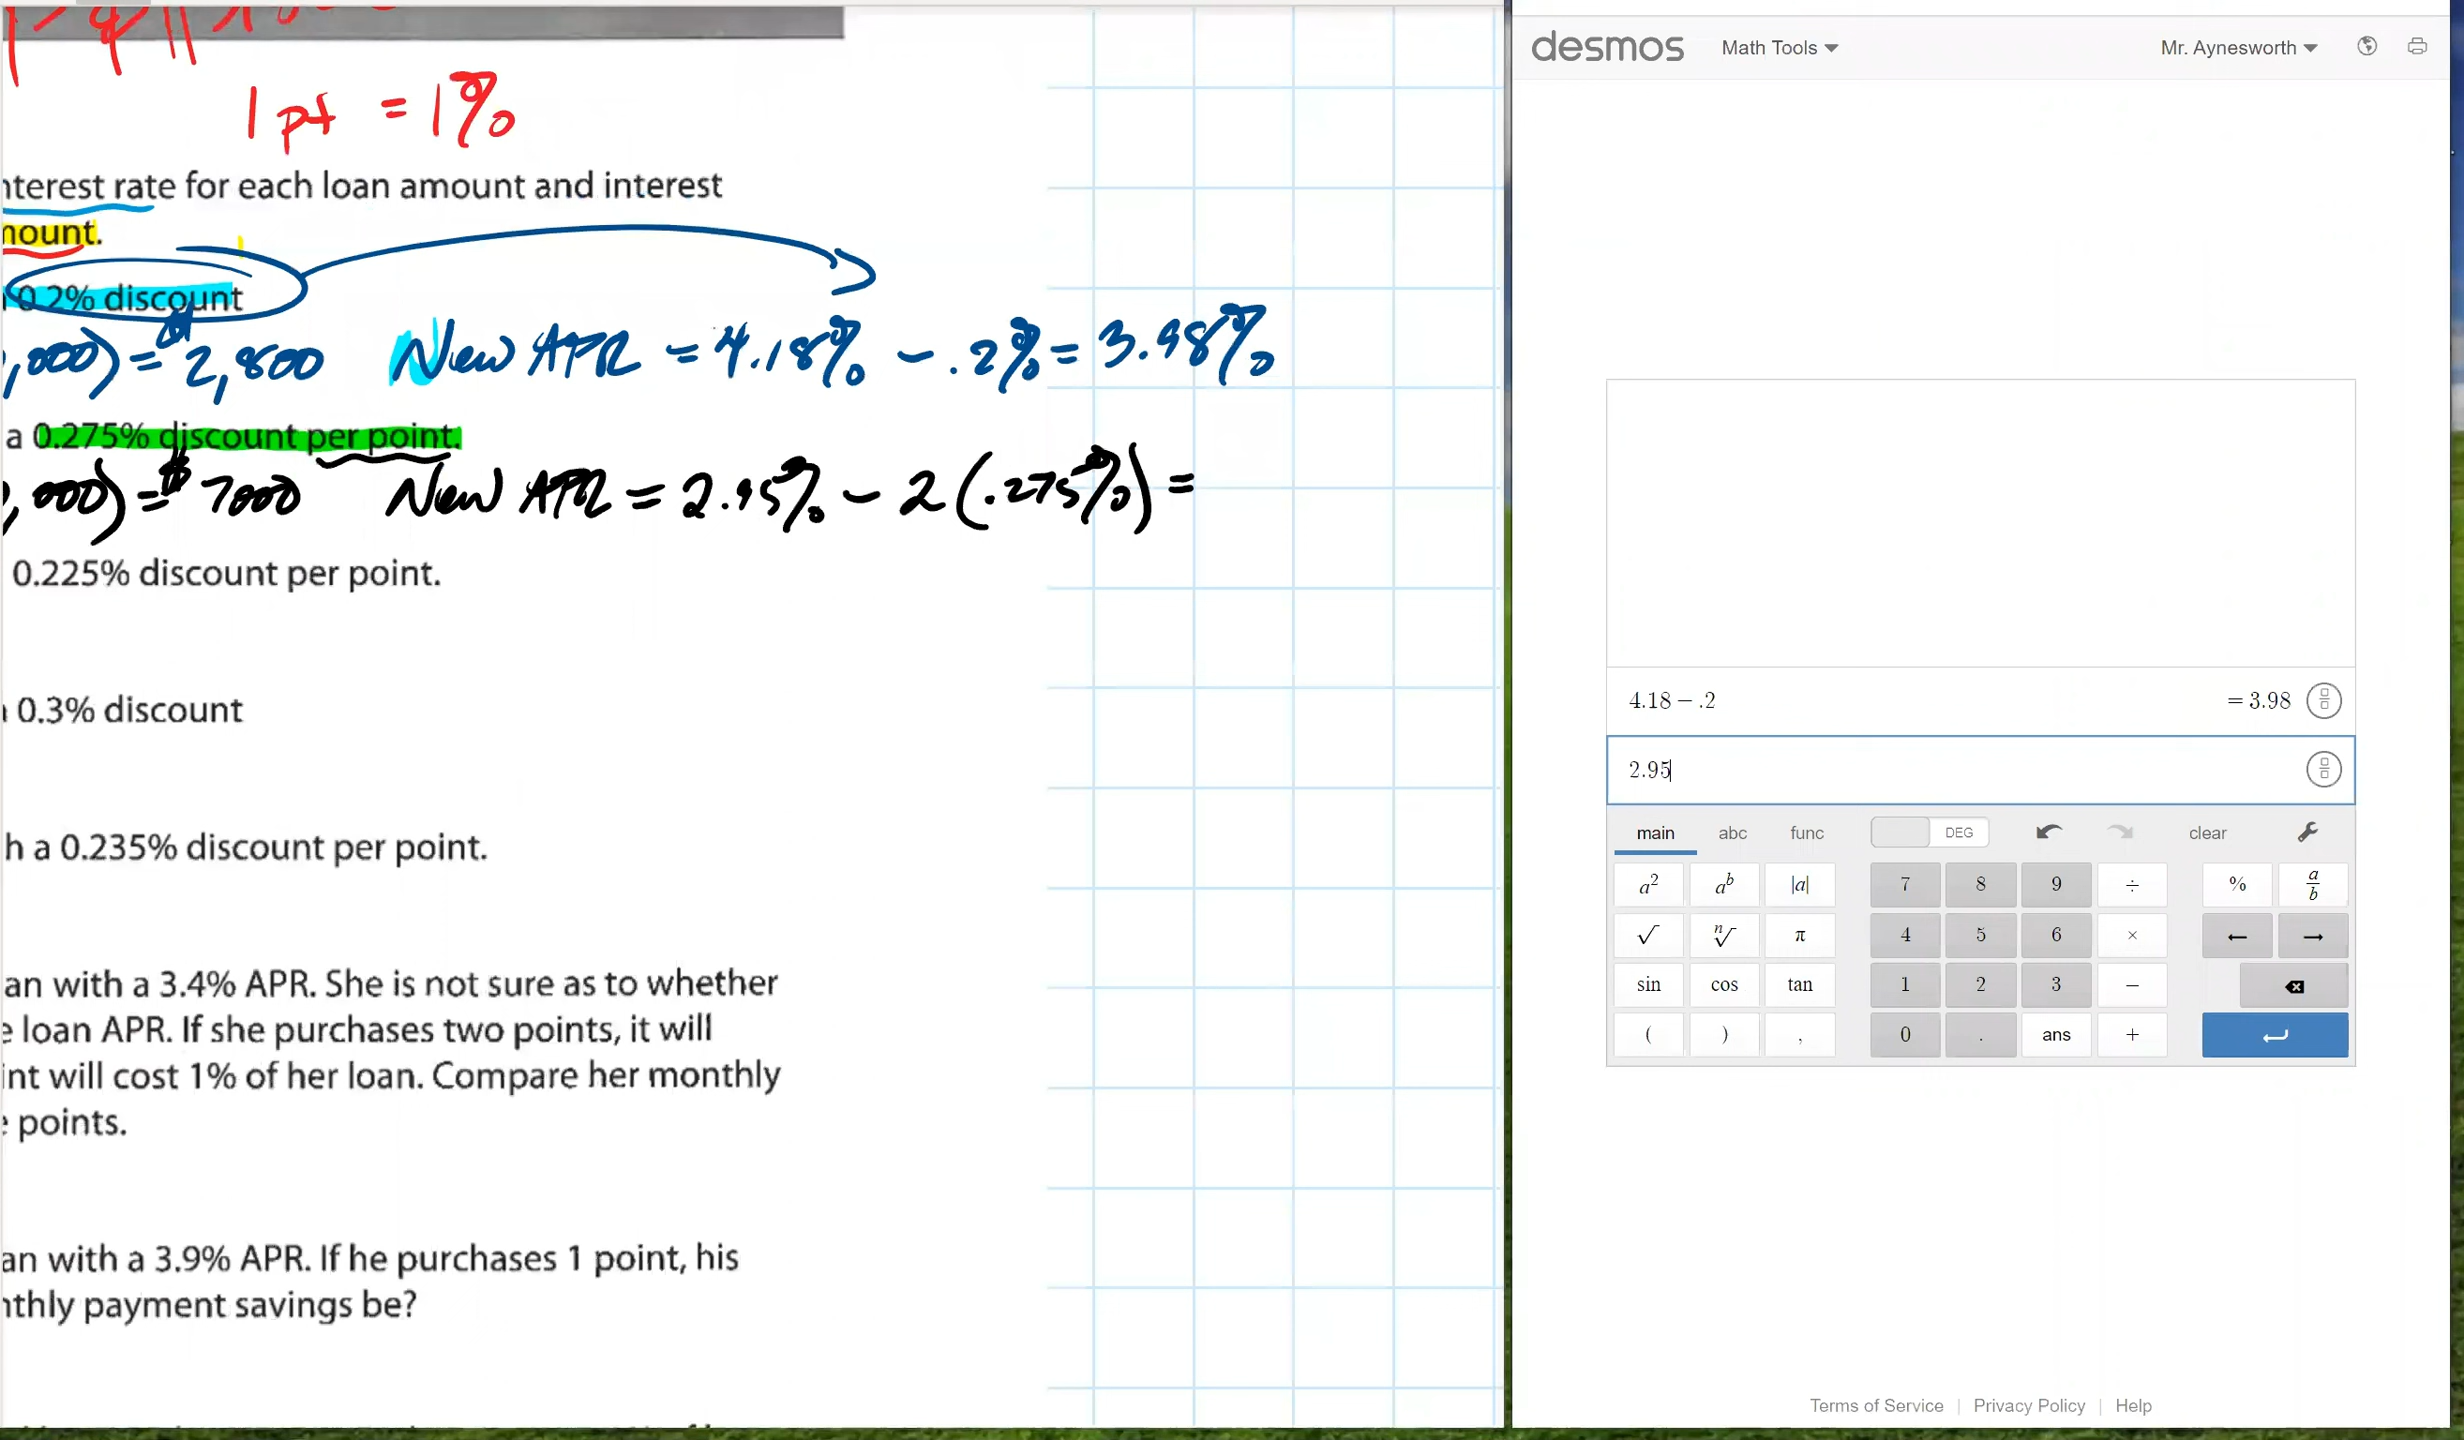 1 pt = 1%
nterest rate for each loan amount and interest
mount.
0.2% discount
,000) = $2,800 New APR = 4.18% - .2% = 3.98%
a 0.275% discount per point.
,000) = $7000 New APR = 2.95% - 2(.275%) =
0.225% discount per point.
0.3% discount
h a 0.235% discount per point.
an with a 3.4% APR. She is not sure as to whether
e loan APR. If she purchases two points, it will
int will cost 1% of her loan. Compare her monthly
e points.
an with a 3.9% APR. If he purchases 1 point, his
nthly payment savings be?
desmos Math Tools Mr. Aynesworth
4.18 − .2 = 3.98
2.95
main abc func DEG clear
a² aᵇ |a| 7 8 9 ÷ % a/b
√ ⁿ√ π 4 5 6 × ← →
sin cos tan 1 2 3 −
( ) , 0 . ans +
Terms of Service | Privacy Policy | Help